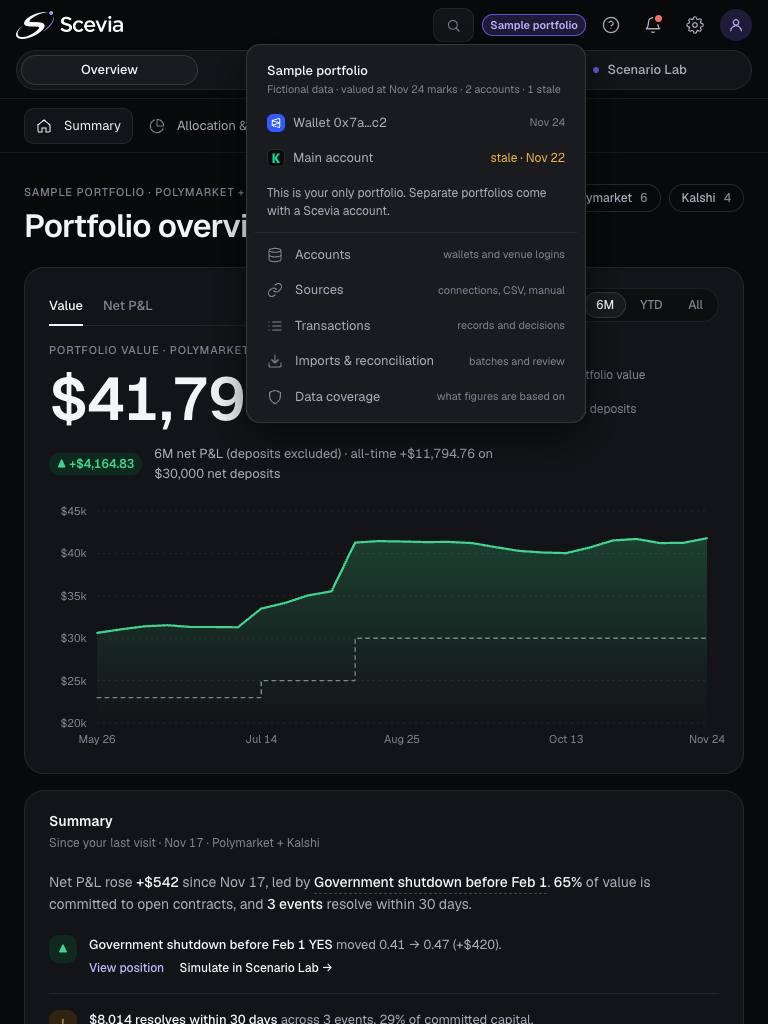 Scevia
Sample portfolio
Overview
Scenario Lab
Summary
Allocation &
Sample portfolio
Fictional data · valued at Nov 24 marks · 2 accounts · 1 stale
Wallet 0x7a…c2
Nov 24
Main account
stale · Nov 22
This is your only portfolio. Separate portfolios come
with a Scevia account.
Accounts
wallets and venue logins
Sources
connections, CSV, manual
Transactions
records and decisions
Imports & reconciliation
batches and review
Data coverage
what figures are based on
SAMPLE PORTFOLIO · POLYMARKET +
Portfolio overvi
ymarket 6
Kalshi 4
Value
Net P&L
6M
YTD
All
PORTFOLIO VALUE · POLYMARKET
$41,79
tfolio value
deposits
+$4,164.83
6M net P&L (deposits excluded) · all-time +$11,794.76 on
$30,000 net deposits
$45k
$40k
$35k
$30k
$25k
$20k
May 26
Jul 14
Aug 25
Oct 13
Nov 24
Summary
Since your last visit · Nov 17 · Polymarket + Kalshi
Net P&L rose +$542 since Nov 17, led by Government shutdown before Feb 1. 65% of value is
committed to open contracts, and 3 events resolve within 30 days.
Government shutdown before Feb 1 YES moved 0.41 → 0.47 (+$420).
View position
Simulate in Scenario Lab →
$8,014 resolves within 30 days across 3 events, 29% of committed capital.